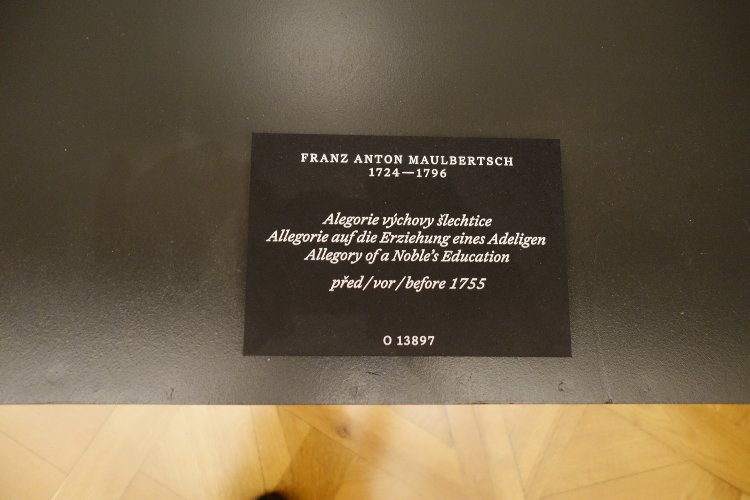 FRANZ ANTON MAULBERTSCH
1724—1796
Alegorie výchovy šlechtice
Allegorie auf die Erziehung eines Adeligen
Allegory of a Noble's Education
před/vor/before 1755
O 13897